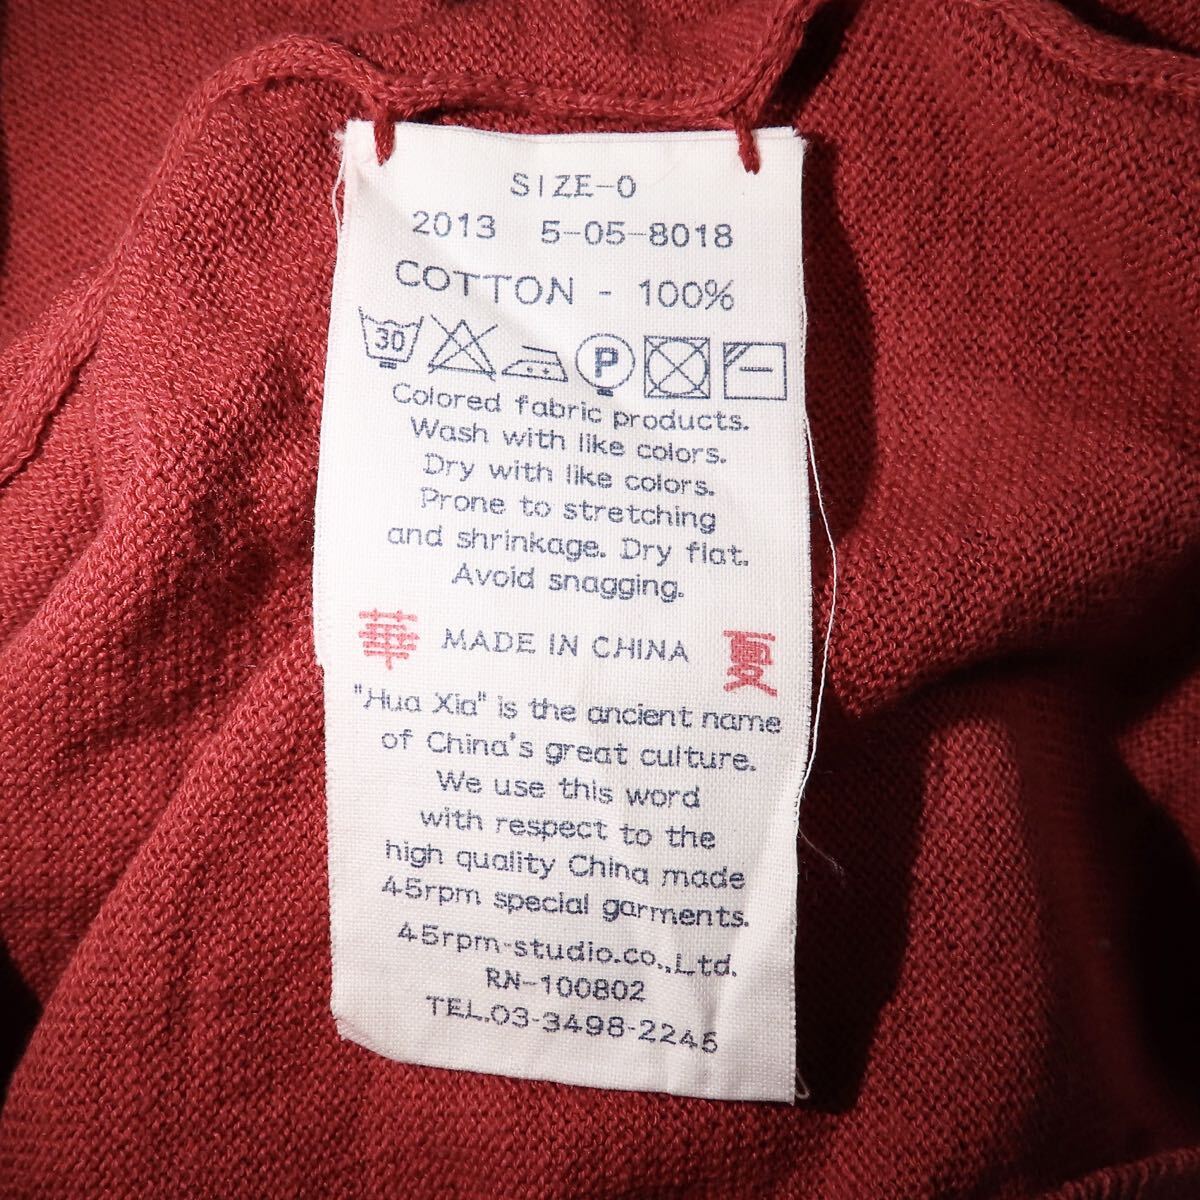 SIZE-0
2013 5-05-8018
COTTON - 100%
30 P
Colored fabric products.
Wash with like colors.
Dry with like colors.
Prone to stretching
and shrinkage. Dry flat.
Avoid snagging.
華 MADE IN CHINA 夏
"Hua Xia" is the ancient name
of China's great culture.
We use this word
with respect to the
high quality China made
45rpm special garments.
45rpm-studio.co.,Ltd.
RN-100802
TEL.03-3498-2245